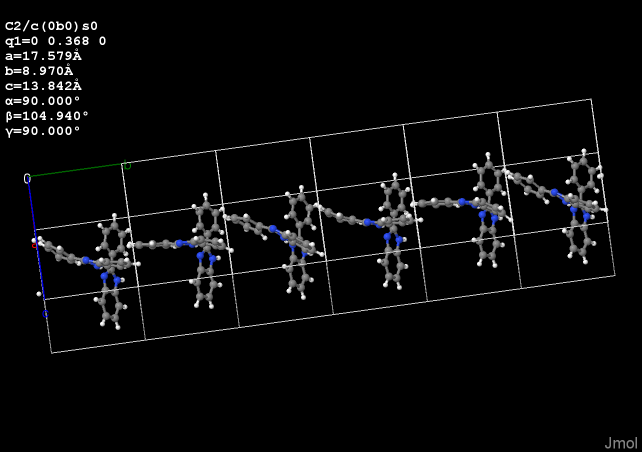 C2/c(0b0)s0
q1=0 0.368 0
a=17.579Å
b=8.970Å
c=13.842Å
α=90.000°
β=104.940°
γ=90.000°
0
b
a
c
Jmol